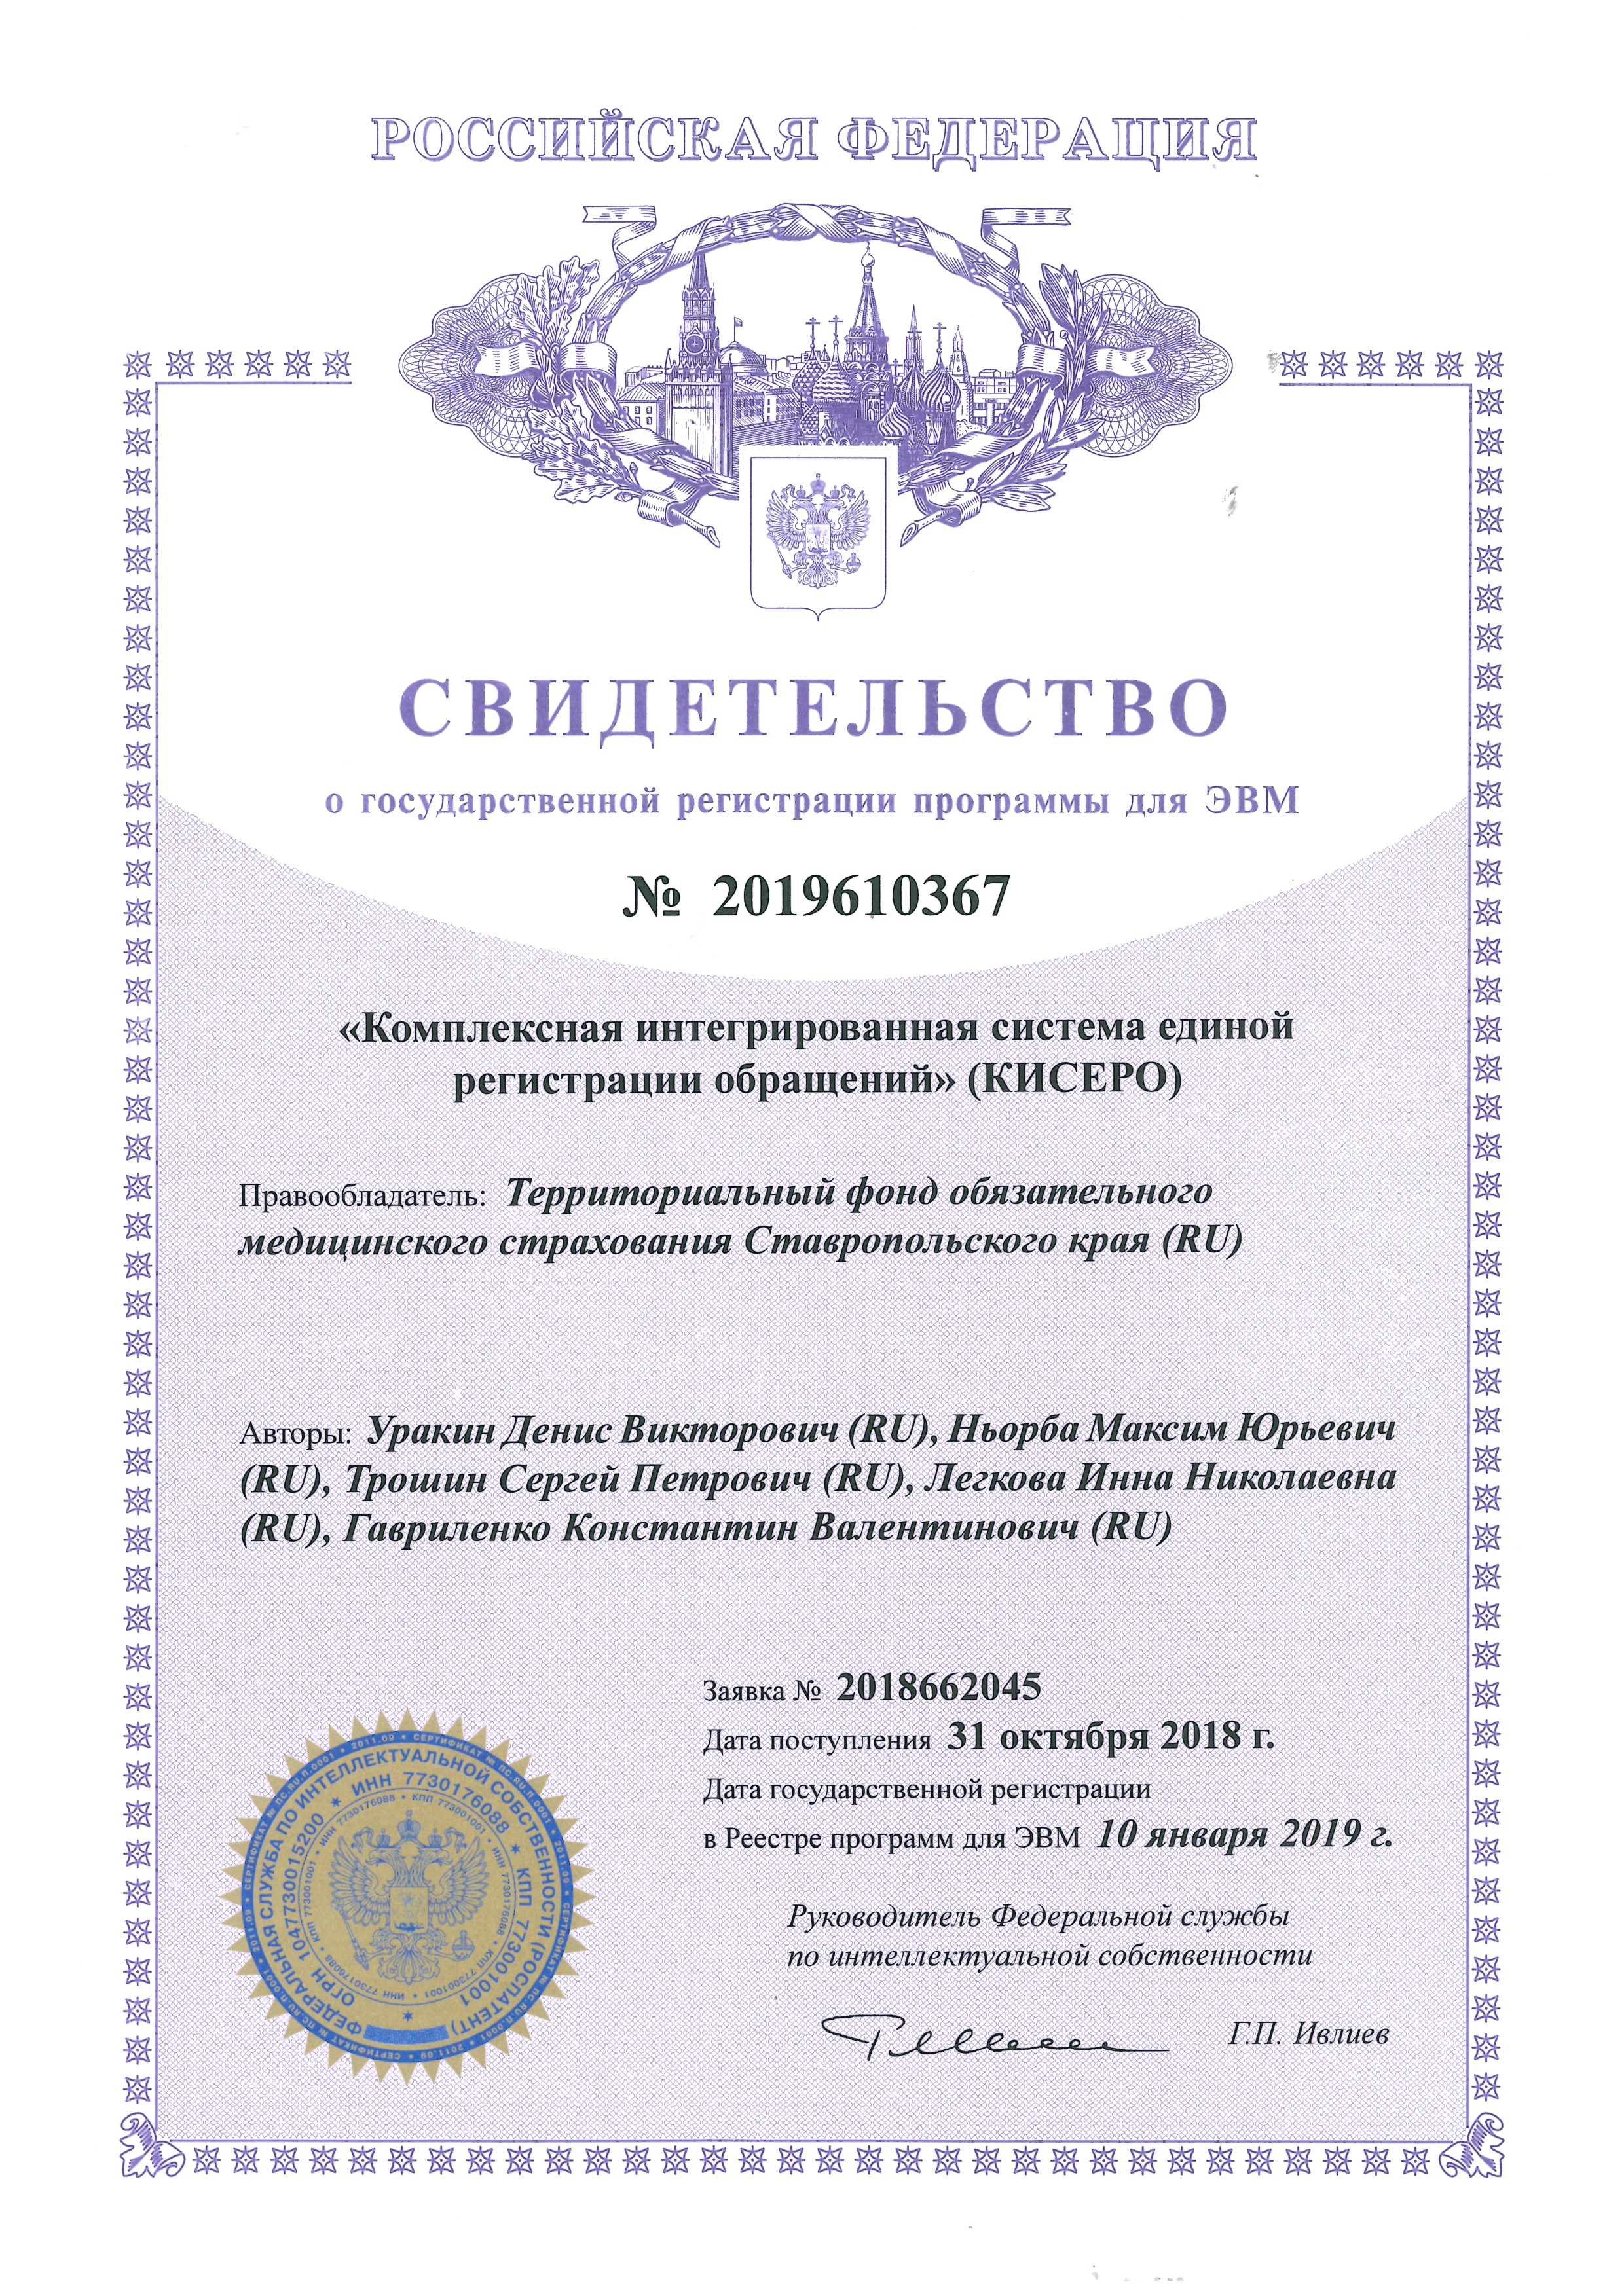 РОССИЙСКАЯ ФЕДЕРАЦИЯ
СВИДЕТЕЛЬСТВО
о государственной регистрации программы для ЭВМ
№ 2019610367
«Комплексная интегрированная система единой
регистрации обращений» (КИСЕРО)
Правообладатель: Территориальный фонд обязательного
медицинского страхования Ставропольского края (RU)
Авторы: Уракин Денис Викторович (RU), Ньорба Максим Юрьевич
(RU), Трошин Сергей Петрович (RU), Легкова Инна Николаевна
(RU), Гавриленко Константин Валентинович (RU)
Заявка № 2018662045
Дата поступления 31 октября 2018 г.
Дата государственной регистрации
в Реестре программ для ЭВМ 10 января 2019 г.
Руководитель Федеральной службы
по интеллектуальной собственности
Г.П. Ивлиев
ФЕДЕРАЛЬНАЯ СЛУЖБА ПО ИНТЕЛЛЕКТУАЛЬНОЙ СОБСТВЕННОСТИ (РОСПАТЕНТ)
ОГРН 1047730015200 * ИНН 7730176088 * КПП 773001001